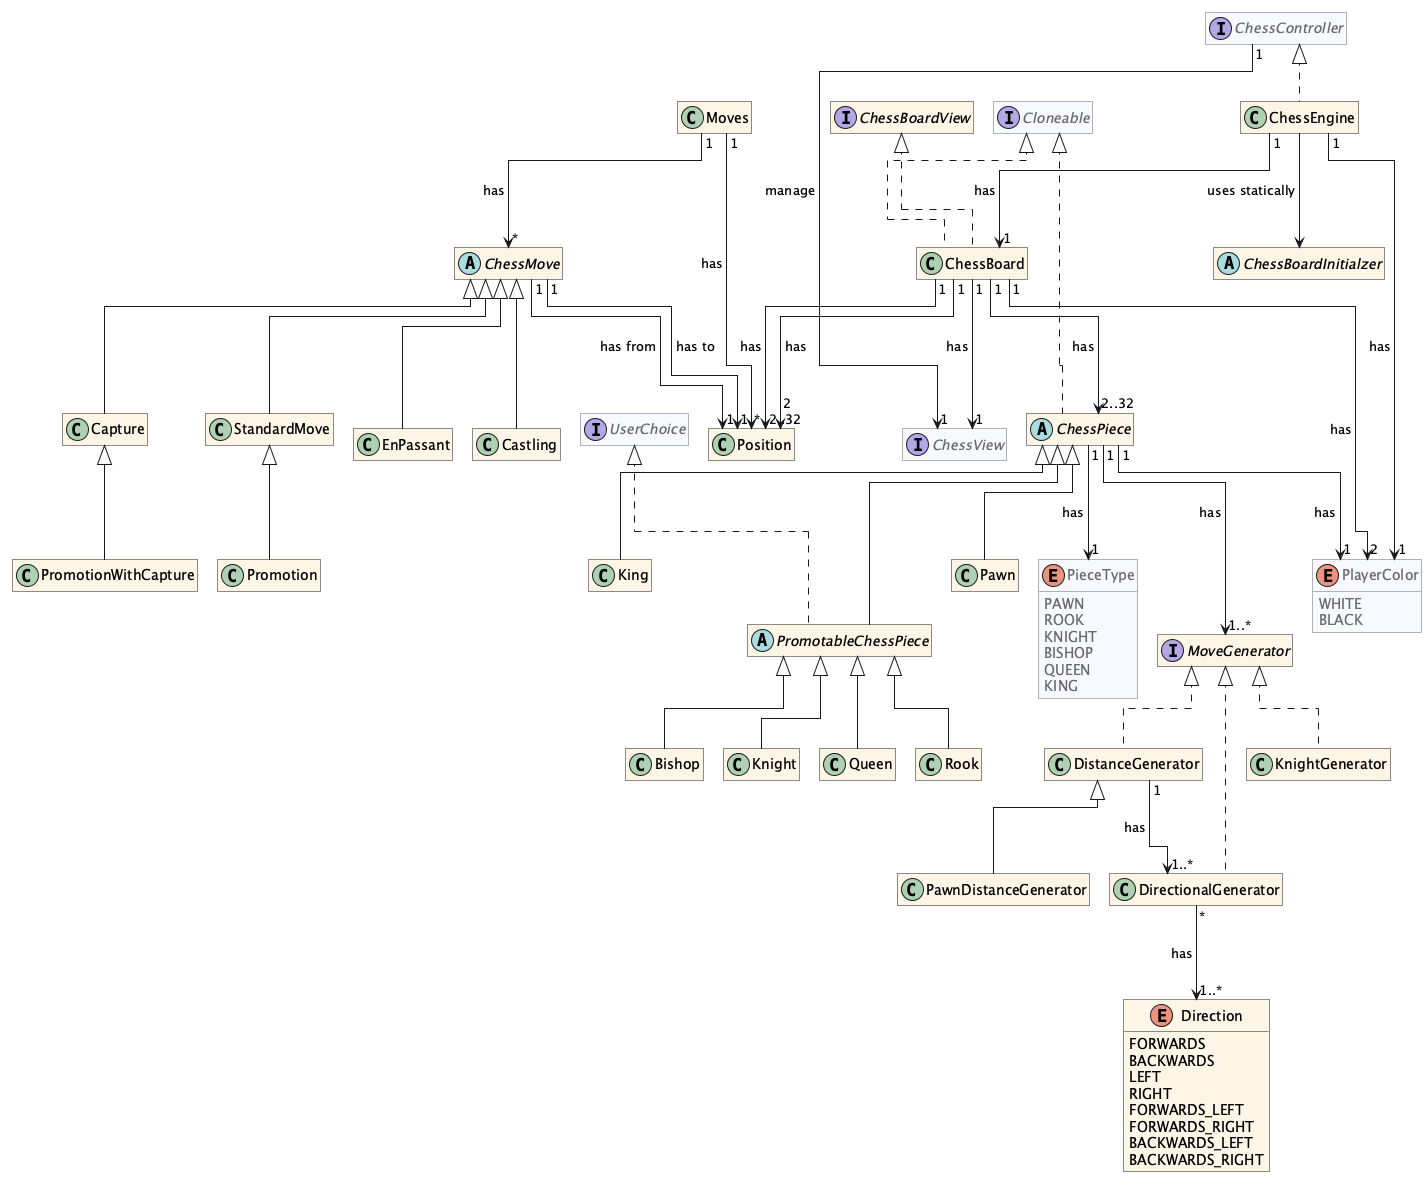 I ChessController
1
C Moves
I ChessBoardView
I Cloneable
C ChessEngine
1 1 1 1
has manage has uses statically
* 1
A ChessMove
has
C ChessBoard
A ChessBoardInitialzer
1 1 1 1 1 1 1
has from has to has has has has has
2 2..32
1 1 * 2 32 1 1
C Capture
C StandardMove
C EnPassant
C Castling
I UserChoice
C Position
I ChessView
A ChessPiece
has
1 1 1
has has has
1 1 2 1
C PromotionWithCapture
C Promotion
C King
C Pawn
E PieceType
PAWN
ROOK
KNIGHT
BISHOP
QUEEN
KING
E PlayerColor
WHITE
BLACK
1..*
A PromotableChessPiece
I MoveGenerator
C Bishop
C Knight
C Queen
C Rook
C DistanceGenerator
C KnightGenerator
1
has
1..*
C PawnDistanceGenerator
C DirectionalGenerator
*
has
1..*
E Direction
FORWARDS
BACKWARDS
LEFT
RIGHT
FORWARDS_LEFT
FORWARDS_RIGHT
BACKWARDS_LEFT
BACKWARDS_RIGHT